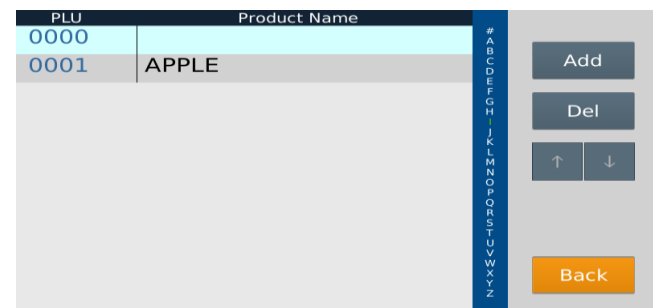 PLU Product Name
0000
0001 APPLE
#
A
B
C
D
E
F
G
H
I
J
K
L
M
N
O
P
Q
R
S
T
U
V
W
X
Y
Z
Add
Del
↑ ↓
Back